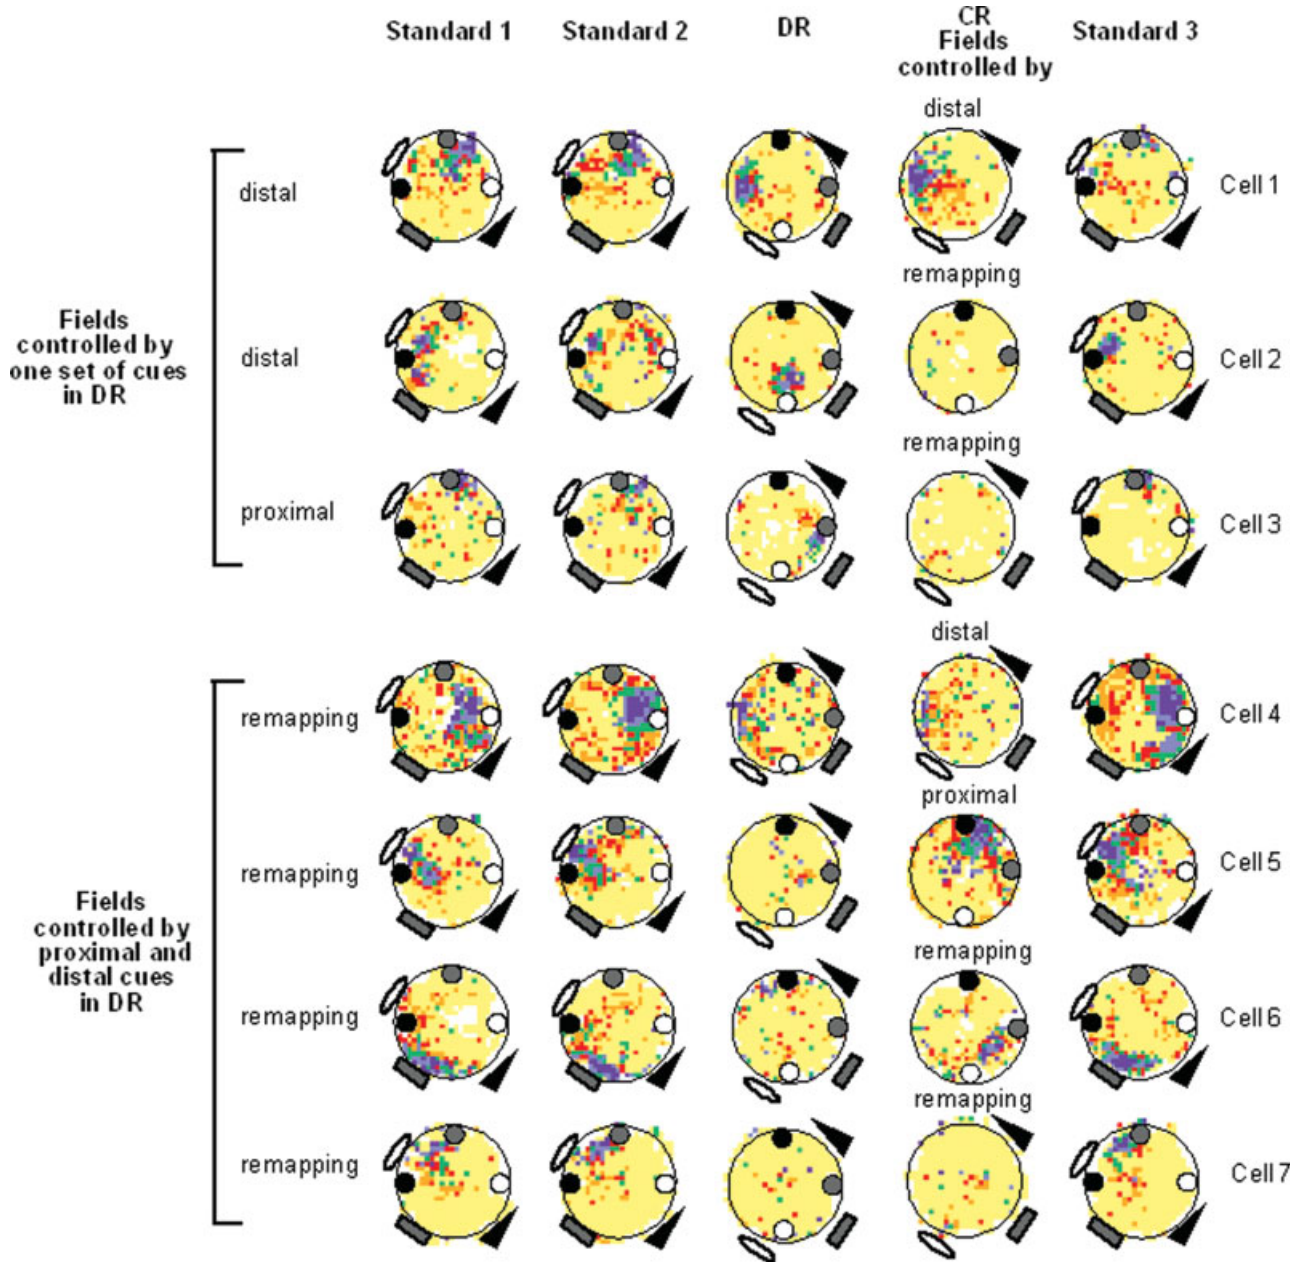 Standard 1
Standard 2
DR
CR
Fields
controlled by
Standard 3
distal
distal
Cell 1
remapping
Fields
controlled by
one set of cues
in DR
distal
Cell 2
remapping
proximal
Cell 3
distal
remapping
Cell 4
proximal
remapping
Cell 5
Fields
controlled by
proximal and
distal cues
in DR
remapping
remapping
Cell 6
remapping
remapping
Cell 7